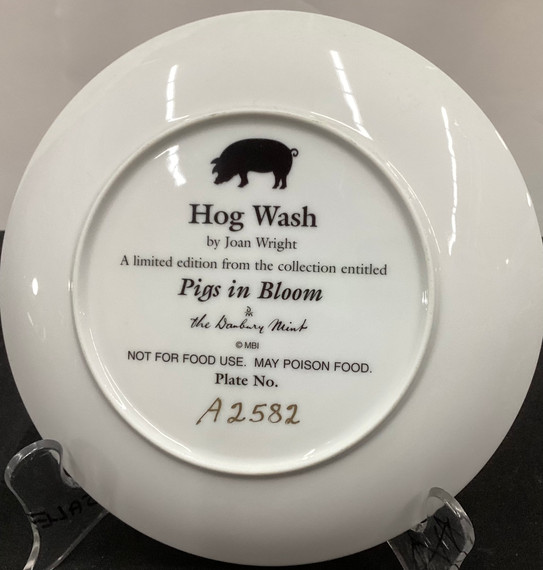 Hog Wash
by Joan Wright
A limited edition from the collection entitled
Pigs in Bloom
DM
the Danbury Mint
© MBI
NOT FOR FOOD USE. MAY POISON FOOD.
Plate No.
A2582